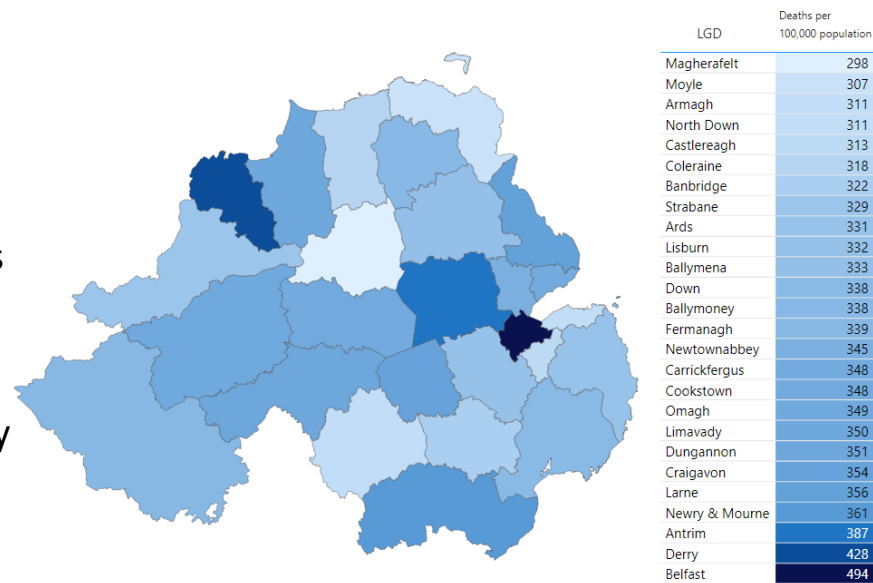 Deaths per
LGD 100,000 population
Magherafelt 298
Moyle 307
Armagh 311
North Down 311
Castlereagh 313
Coleraine 318
Banbridge 322
Strabane 329
Ards 331
Lisburn 332
Ballymena 333
Down 338
Ballymoney 338
Fermanagh 339
Newtownabbey 345
Carrickfergus 348
Cookstown 348
Omagh 349
Limavady 350
Dungannon 351
Craigavon 354
Larne 356
Newry & Mourne 361
Antrim 387
Derry 428
Belfast 494
s
y